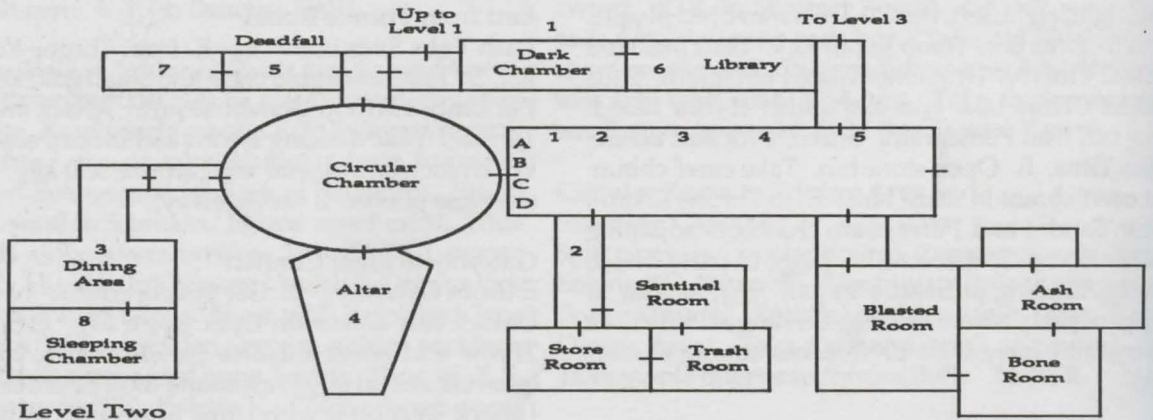 Up to
Level 1
1
To Level 3
Deadfall
Dark
Chamber
7
5
6
Library
A
B
C
D
1
2
3
4
5
Circular
Chamber
3
Dining
Area
8
Sleeping
Chamber
Altar
4
2
Sentinel
Room
Store
Room
Trash
Room
Blasted
Room
Ash
Room
Bone
Room
Level Two